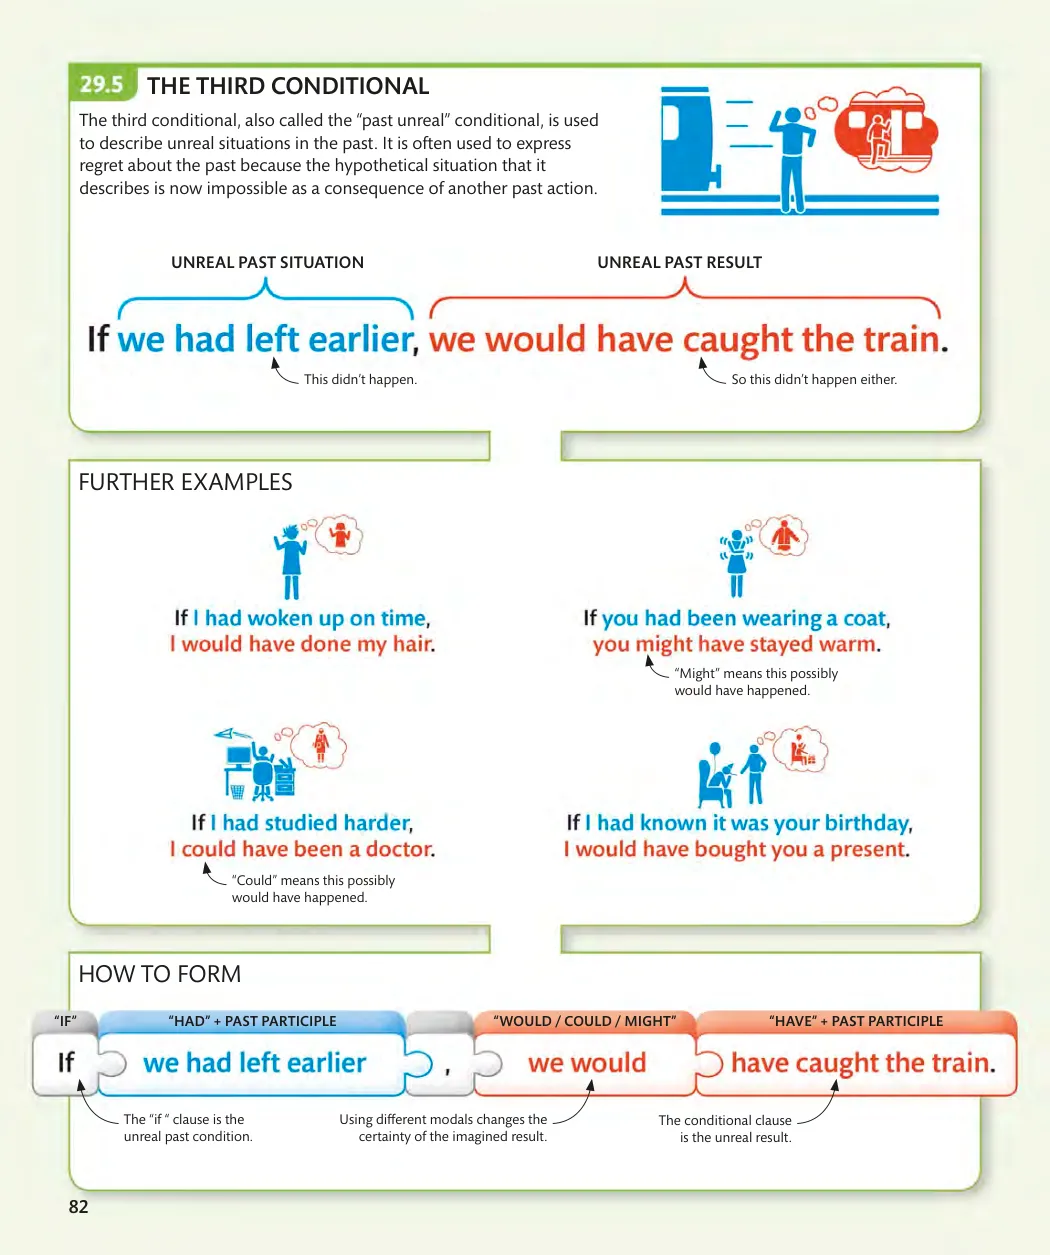 29.5 THE THIRD CONDITIONAL
The third conditional, also called the “past unreal” conditional, is used
to describe unreal situations in the past. It is often used to express
regret about the past because the hypothetical situation that it
describes is now impossible as a consequence of another past action.
UNREAL PAST SITUATION
UNREAL PAST RESULT
If we had left earlier, we would have caught the train.
This didn’t happen.
So this didn’t happen either.
FURTHER EXAMPLES
If I had woken up on time,
I would have done my hair.
If you had been wearing a coat,
you might have stayed warm.
“Might” means this possibly
would have happened.
If I had studied harder,
I could have been a doctor.
“Could” means this possibly
would have happened.
If I had known it was your birthday,
I would have bought you a present.
HOW TO FORM
“IF” “HAD” + PAST PARTICIPLE “WOULD / COULD / MIGHT” “HAVE” + PAST PARTICIPLE
If we had left earlier , we would have caught the train.
The “if “ clause is the
unreal past condition.
Using different modals changes the
certainty of the imagined result.
The conditional clause
is the unreal result.
82